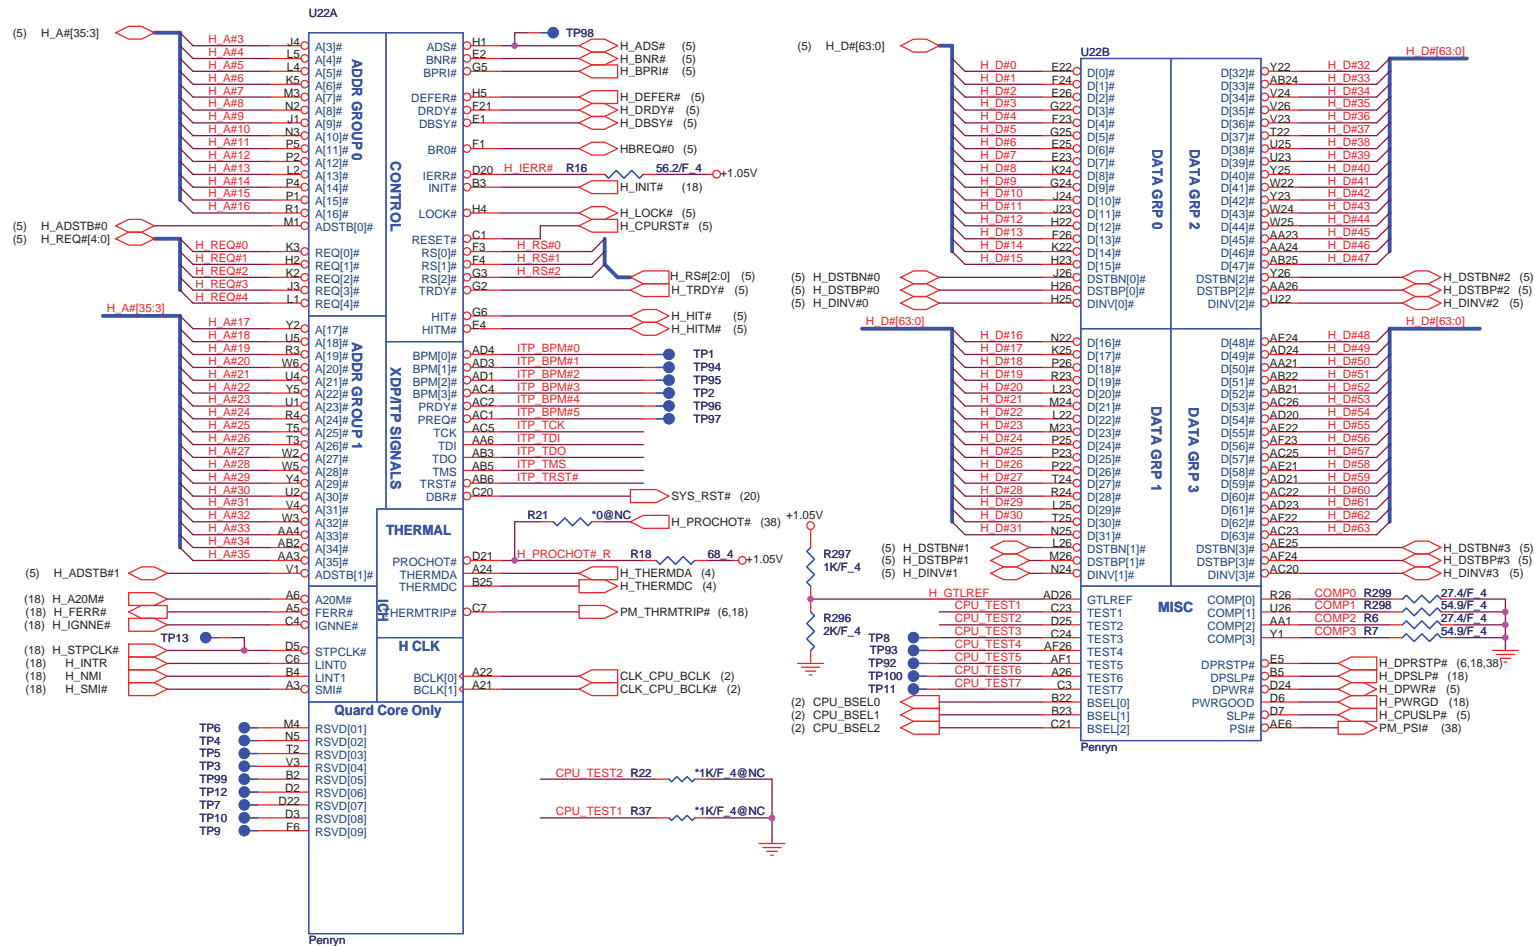 U22A
(5) H_A#[35:3]
H_A#3 J4 A[3]#
H_A#4 L5 A[4]#
H_A#5 L4 A[5]#
H_A#6 K5 A[6]#
H_A#7 M3 A[7]#
H_A#8 N2 A[8]#
H_A#9 J1 A[9]#
H_A#10 N3 A[10]#
H_A#11 P5 A[11]#
H_A#12 P2 A[12]#
H_A#13 L2 A[13]#
H_A#14 P4 A[14]#
H_A#15 P1 A[15]#
H_A#16 R1 A[16]#
(5) H_ADSTB#0 M1 ADSTB[0]#
(5) H_REQ#[4:0]
H_REQ#0 K3 REQ[0]#
H_REQ#1 H2 REQ[1]#
H_REQ#2 K2 REQ[2]#
H_REQ#3 J3 REQ[3]#
H_REQ#4 L1 REQ[4]#
ADDR GROUP 0
H_A#[35:3]
H_A#17 Y2 A[17]#
H_A#18 U5 A[18]#
H_A#19 R3 A[19]#
H_A#20 W6 A[20]#
H_A#21 U4 A[21]#
H_A#22 Y5 A[22]#
H_A#23 U1 A[23]#
H_A#24 R4 A[24]#
H_A#25 T5 A[25]#
H_A#26 T3 A[26]#
H_A#27 W2 A[27]#
H_A#28 W5 A[28]#
H_A#29 Y4 A[29]#
H_A#30 U2 A[30]#
H_A#31 V4 A[31]#
H_A#32 W3 A[32]#
H_A#33 AA4 A[33]#
H_A#34 AB2 A[34]#
H_A#35 AA3 A[35]#
(5) H_ADSTB#1 V1 ADSTB[1]#
ADDR GROUP 1
(18) H_A20M# A6 A20M#
(18) H_FERR# A5 FERR#
(18) H_IGNNE# C4 IGNNE#
ICH
TP13
(18) H_STPCLK# D5 STPCLK#
(18) H_INTR C6 LINT0
(18) H_NMI B4 LINT1
(18) H_SMI# A3 SMI#
Quad Core Only
TP6 M4 RSVD[01]
TP4 N5 RSVD[02]
TP5 T2 RSVD[03]
TP3 V3 RSVD[04]
TP99 B2 RSVD[05]
TP12 D2 RSVD[06]
TP7 D22 RSVD[07]
TP10 D3 RSVD[08]
TP9 F6 RSVD[09]
Penryn
CONTROL
TP98
ADS# H1 H_ADS# (5)
BNR# E2 H_BNR# (5)
BPRI# G5 H_BPRI# (5)
DEFER# H5 H_DEFER# (5)
DRDY# F21 H_DRDY# (5)
DBSY# E1 H_DBSY# (5)
BR0# F1 HBREQ#0 (5)
IERR# D20 H_IERR# R16 56.2/F_4 +1.05V
INIT# B3 H_INIT# (18)
LOCK# H4 H_LOCK# (5)
RESET# C1 H_CPURST# (5)
RS[0]# F3 H_RS#0
RS[1]# F4 H_RS#1
RS[2]# G3 H_RS#2 H_RS#[2:0] (5)
TRDY# G2 H_TRDY# (5)
HIT# G6 H_HIT# (5)
HITM# E4 H_HITM# (5)
XDP/ITP SIGNALS
BPM[0]# AD4 ITP_BPM#0 TP1
BPM[1]# AD3 ITP_BPM#1 TP94
BPM[2]# AD1 ITP_BPM#2 TP95
BPM[3]# AC4 ITP_BPM#3 TP2
PRDY# AC2 ITP_BPM#4 TP96
PREQ# AC1 ITP_BPM#5 TP97
TCK AC5 ITP_TCK
TDI AA6 ITP_TDI
TDO AB3 ITP_TDO
TMS AB5 ITP_TMS
TRST# AB6 ITP_TRST#
DBR# C20 SYS_RST# (20)
THERMAL
R21 *0@NC H_PROCHOT# (38)
PROCHOT# D21 H_PROCHOT#_R R18 68_4 +1.05V
THERMDA A24 H_THERMDA (4)
THERMDC B25 H_THERMDC (4)
THERMTRIP# C7 PM_THRMTRIP# (6,18)
H CLK
BCLK[0] A22 CLK_CPU_BCLK (2)
BCLK[1] A21 CLK_CPU_BCLK# (2)
CPU_TEST2 R22 *1K/F_4@NC
CPU_TEST1 R37 *1K/F_4@NC
U22B
(5) H_D#[63:0]
H_D#0 E22 D[0]#
H_D#1 F24 D[1]#
H_D#2 E26 D[2]#
H_D#3 G22 D[3]#
H_D#4 F23 D[4]#
H_D#5 G25 D[5]#
H_D#6 E25 D[6]#
H_D#7 E23 D[7]#
H_D#8 K24 D[8]#
H_D#9 G24 D[9]#
H_D#10 J24 D[10]#
H_D#11 J23 D[11]#
H_D#12 H22 D[12]#
H_D#13 F26 D[13]#
H_D#14 K22 D[14]#
H_D#15 H23 D[15]#
(5) H_DSTBN#0 J26 DSTBN[0]#
(5) H_DSTBP#0 H26 DSTBP[0]#
(5) H_DINV#0 H25 DINV[0]#
DATA GRP 0
H_D#[63:0]
H_D#16 N22 D[16]#
H_D#17 K25 D[17]#
H_D#18 P26 D[18]#
H_D#19 R23 D[19]#
H_D#20 L23 D[20]#
H_D#21 M24 D[21]#
H_D#22 L22 D[22]#
H_D#23 M23 D[23]#
H_D#24 P25 D[24]#
H_D#25 P23 D[25]#
H_D#26 P22 D[26]#
H_D#27 T24 D[27]#
H_D#28 R24 D[28]#
H_D#29 L25 D[29]#
H_D#30 T25 D[30]#
H_D#31 N25 D[31]#
(5) H_DSTBN#1 L26 DSTBN[1]#
(5) H_DSTBP#1 M26 DSTBP[1]#
(5) H_DINV#1 N24 DINV[1]#
DATA GRP 1
+1.05V
R297
1K/F_4
R296
2K/F_4
H_GTLREF AD26 GTLREF
CPU_TEST1 C23 TEST1
CPU_TEST2 D25 TEST2
TP8 CPU_TEST3 C24 TEST3
TP93 CPU_TEST4 AF26 TEST4
TP92 CPU_TEST5 AF1 TEST5
TP100 CPU_TEST6 A26 TEST6
TP11 CPU_TEST7 C3 TEST7
(2) CPU_BSEL0 B22 BSEL[0]
(2) CPU_BSEL1 B23 BSEL[1]
(2) CPU_BSEL2 C21 BSEL[2]
Penryn
MISC
DATA GRP 2
H_D#[63:0]
D[32]# Y22 H_D#32
D[33]# AB24 H_D#33
D[34]# V24 H_D#34
D[35]# V26 H_D#35
D[36]# V23 H_D#36
D[37]# T22 H_D#37
D[38]# U25 H_D#38
D[39]# U23 H_D#39
D[40]# Y25 H_D#40
D[41]# W22 H_D#41
D[42]# Y23 H_D#42
D[43]# W24 H_D#43
D[44]# W25 H_D#44
D[45]# AA23 H_D#45
D[46]# AA24 H_D#46
D[47]# AB25 H_D#47
DSTBN[2]# Y26 H_DSTBN#2 (5)
DSTBP[2]# AA26 H_DSTBP#2 (5)
DINV[2]# U22 H_DINV#2 (5)
DATA GRP 3
H_D#[63:0]
D[48]# AE24 H_D#48
D[49]# AD24 H_D#49
D[50]# AA21 H_D#50
D[51]# AB22 H_D#51
D[52]# AB21 H_D#52
D[53]# AC26 H_D#53
D[54]# AD20 H_D#54
D[55]# AE22 H_D#55
D[56]# AF23 H_D#56
D[57]# AC25 H_D#57
D[58]# AE21 H_D#58
D[59]# AD21 H_D#59
D[60]# AC22 H_D#60
D[61]# AD23 H_D#61
D[62]# AF22 H_D#62
D[63]# AC23 H_D#63
DSTBN[3]# AE25 H_DSTBN#3 (5)
DSTBP[3]# AF24 H_DSTBP#3 (5)
DINV[3]# AC20 H_DINV#3 (5)
COMP[0] R26 COMP0 R299 27.4/F_4
COMP[1] U26 COMP1 R298 54.9/F_4
COMP[2] AA1 COMP2 R6 27.4/F_4
COMP[3] Y1 COMP3 R7 54.9/F_4
DPRSTP# E5 H_DPRSTP# (6,18,38)
DPSLP# B5 H_DPSLP# (18)
DPWR# D24 H_DPWR# (5)
PWRGOOD D6 H_PWRGD (18)
SLP# D7 H_CPUSLP# (5)
PSI# AE6 PM_PSI# (38)